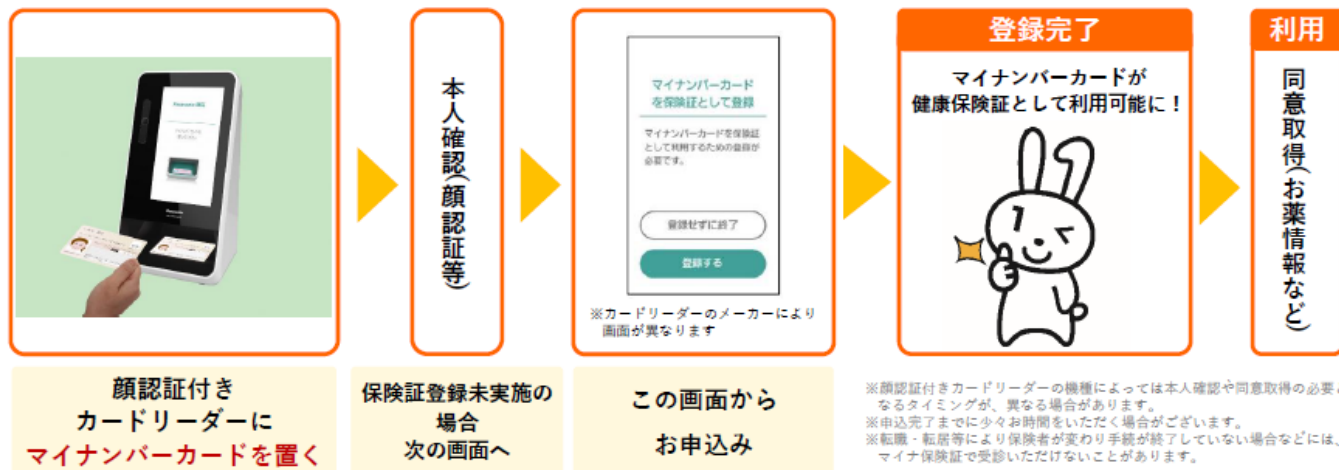 顔認証付き
カードリーダーに
マイナンバーカードを置く
本人確認(顔認証等)
保険証登録未実施の
場合
次の画面へ
マイナンバーカード
を保険証として登録
マイナンバーカードを保険証
として利用するための登録が
必要です。
登録せずに終了
登録する
※カードリーダーのメーカーにより
画面が異なります
この画面から
お申込み
登録完了
マイナンバーカードが
健康保険証として利用可能に!
利用
同意取得(お薬情報など)
※顔認証付きカードリーダーの機種によっては本人確認や同意取得の必要と
なるタイミングが、異なる場合があります。
※申込完了までに少々お時間をいただく場合がございます。
※転職・転居等により保険者が変わり手続が終了していない場合などには、
マイナ保険証で受診いただけないことがあります。